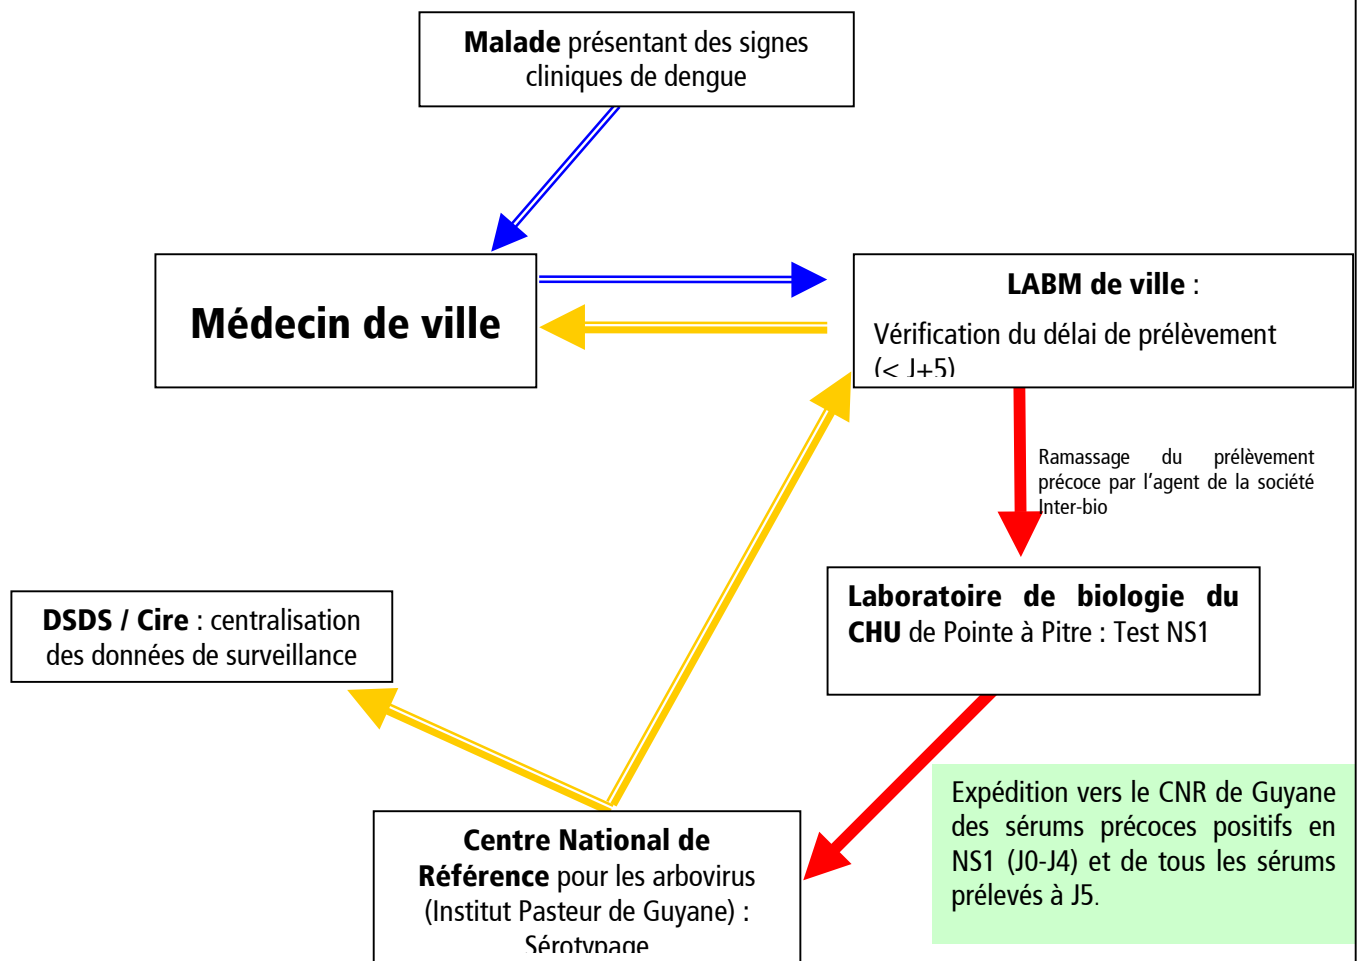 Malade présentant des signes
cliniques de dengue
Médecin de ville
LABM de ville :
Vérification du délai de prélèvement
(< J+5)
Ramassage du prélèvement
précoce par l'agent de la société
Inter-bio
Laboratoire de biologie du
CHU de Pointe à Pitre : Test NS1
DSDS / Cire : centralisation
des données de surveillance
Expédition vers le CNR de Guyane
des sérums précoces positifs en
NS1 (J0-J4) et de tous les sérums
prélevés à J5.
Centre National de
Référence pour les arbovirus
(Institut Pasteur de Guyane) :
Sérotypage